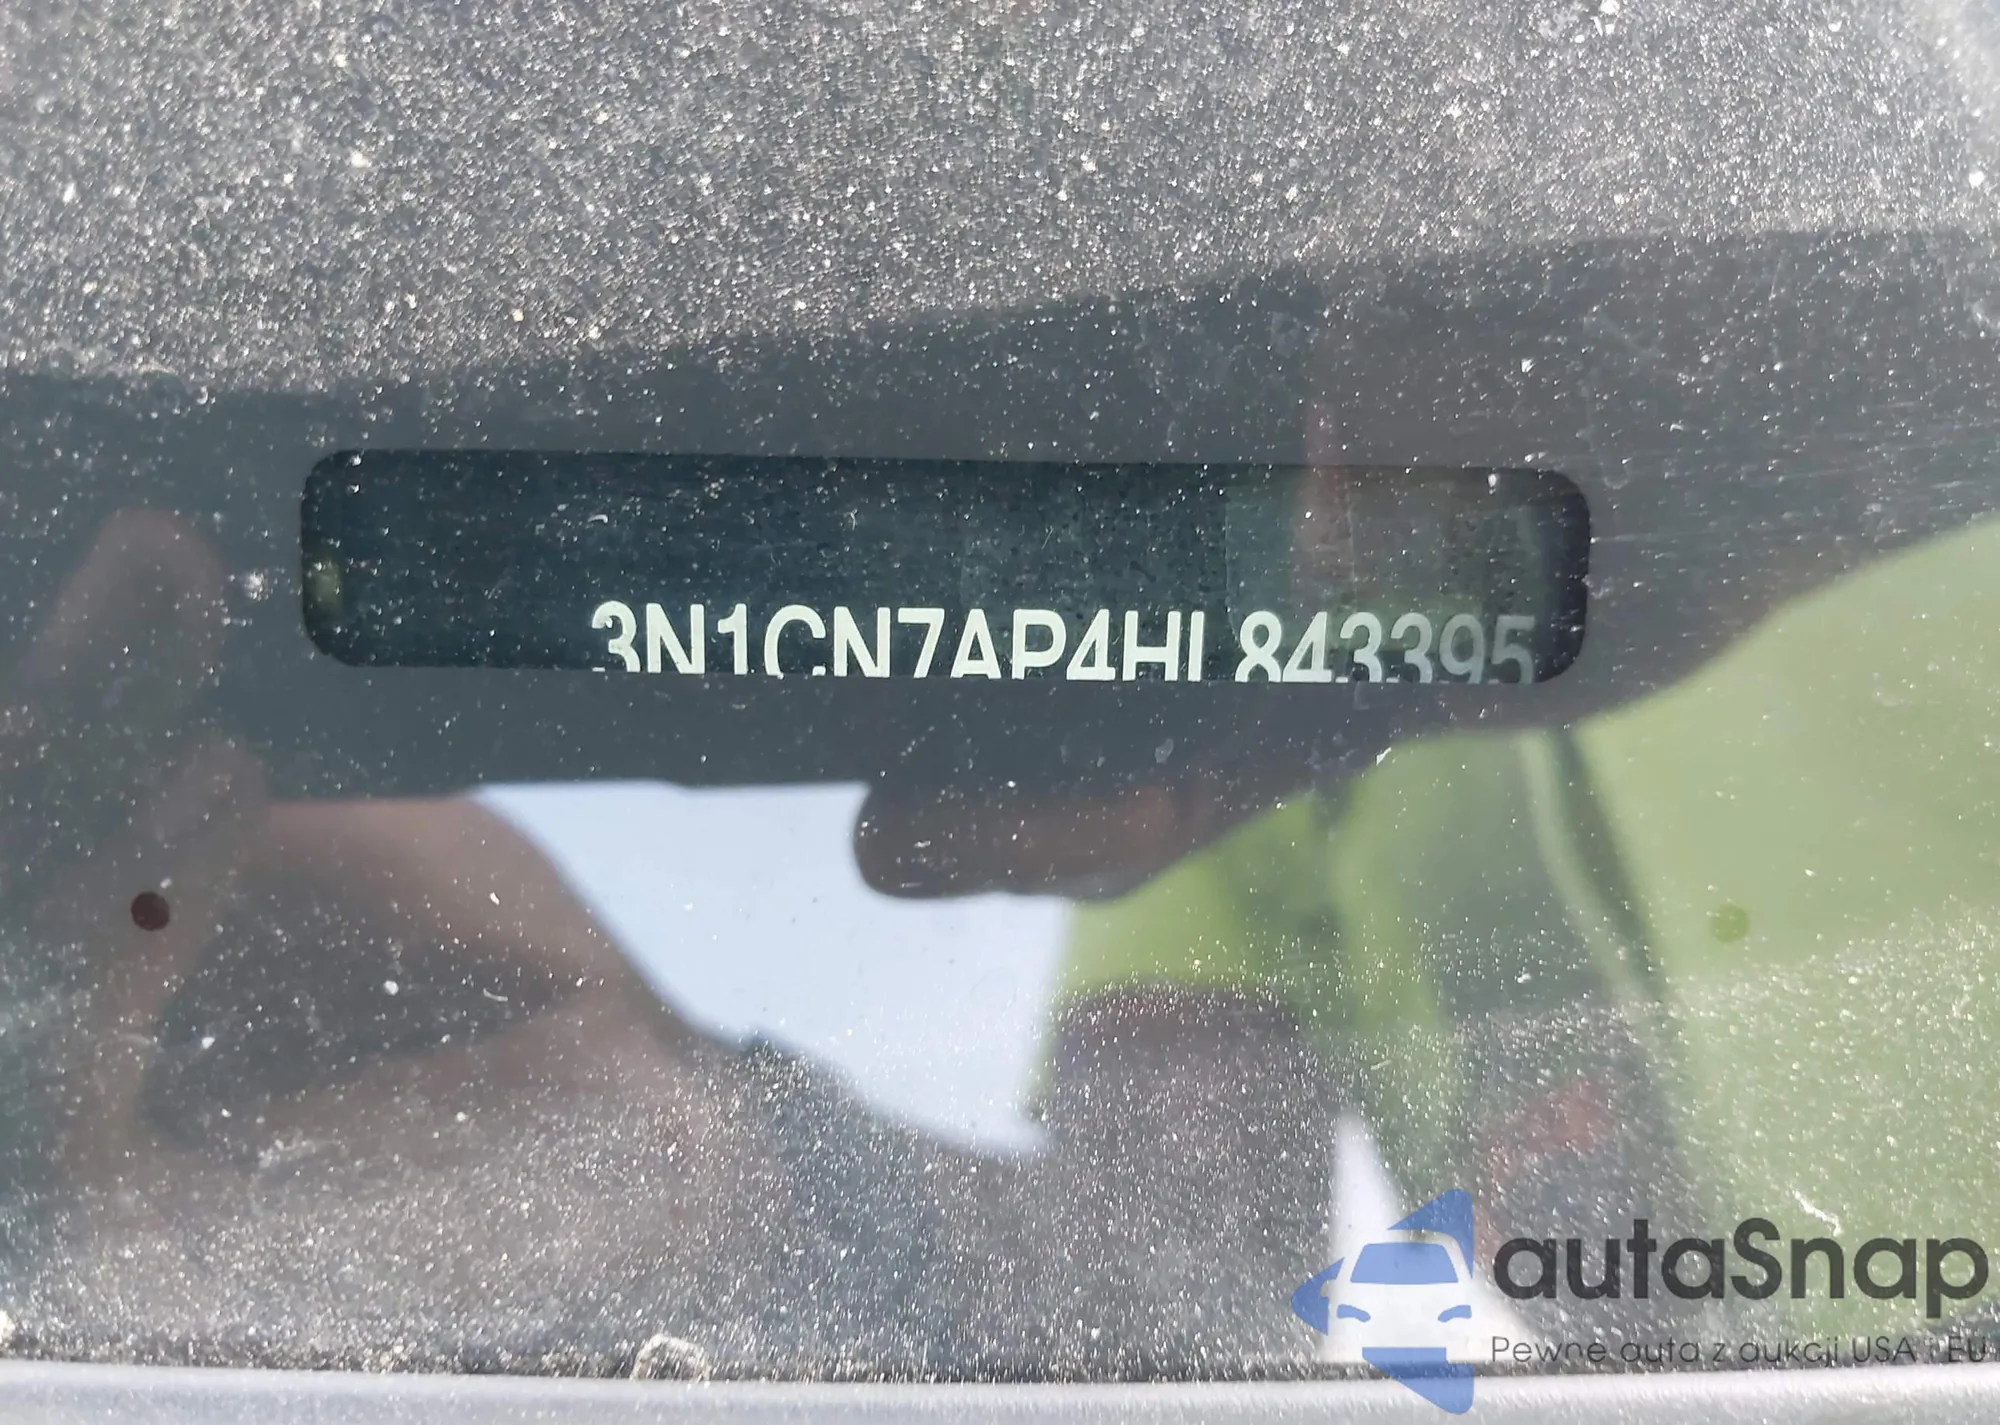 3N1CN7AP4HL843395
autaSnap
Pewne auta z aukcji USA i EU